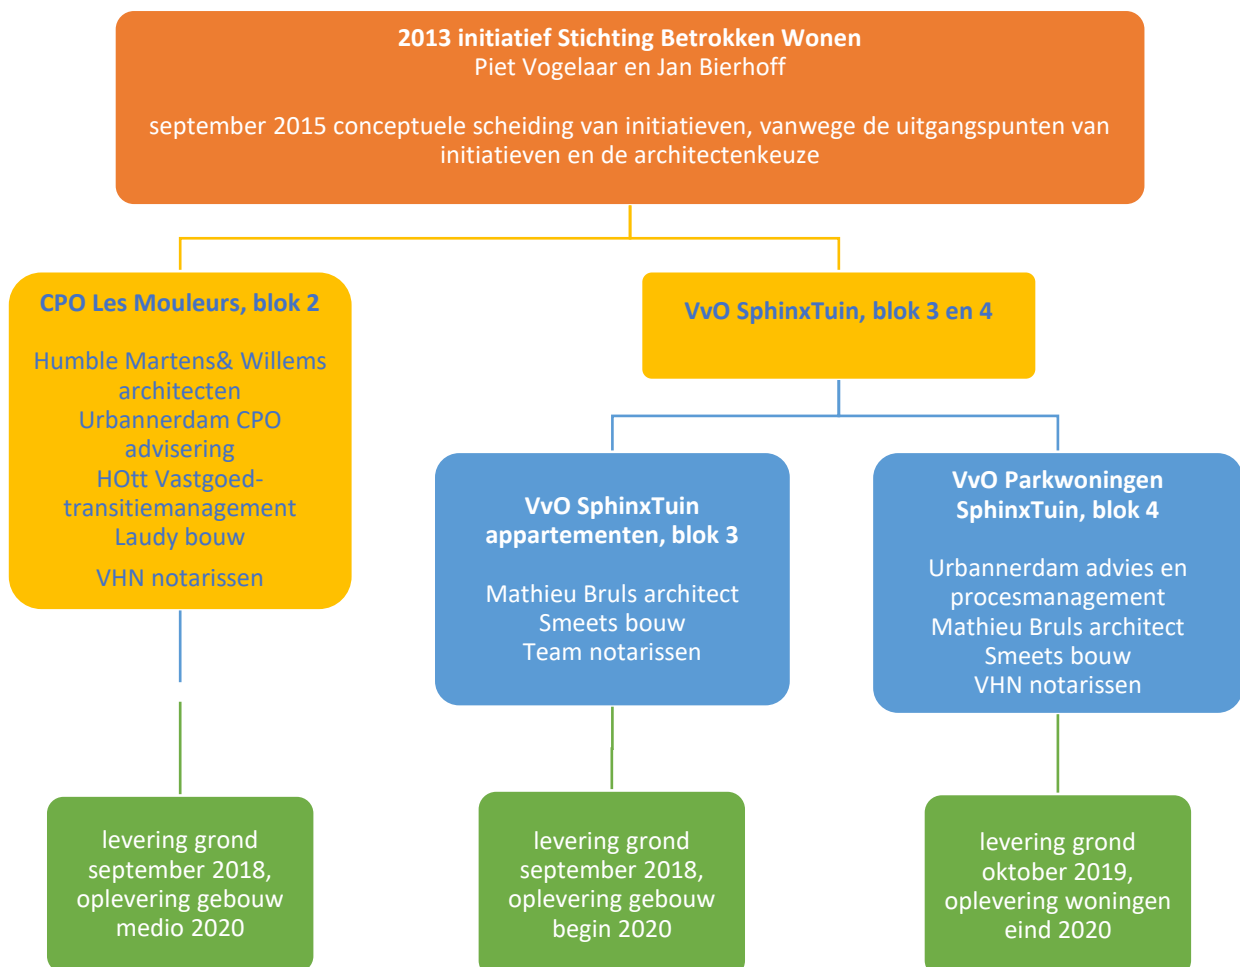 2013 initiatief Stichting Betrokken Wonen
Piet Vogelaar en Jan Bierhoff
september 2015 conceptuele scheiding van initiatieven, vanwege de uitgangspunten van
initiatieven en de architectenkeuze
CPO Les Mouleurs, blok 2
Humble Martens& Willems
architecten
Urbannerdam CPO
advisering
HOtt Vastgoed-
transitiemanagement
Laudy bouw
VHN notarissen
VvO SphinxTuin, blok 3 en 4
VvO SphinxTuin
appartementen, blok 3
Mathieu Bruls architect
Smeets bouw
Team notarissen
VvO Parkwoningen
SphinxTuin, blok 4
Urbannerdam advies en
procesmanagement
Mathieu Bruls architect
Smeets bouw
VHN notarissen
levering grond
september 2018,
oplevering gebouw
medio 2020
levering grond
september 2018,
oplevering gebouw
begin 2020
levering grond
oktober 2019,
oplevering woningen
eind 2020